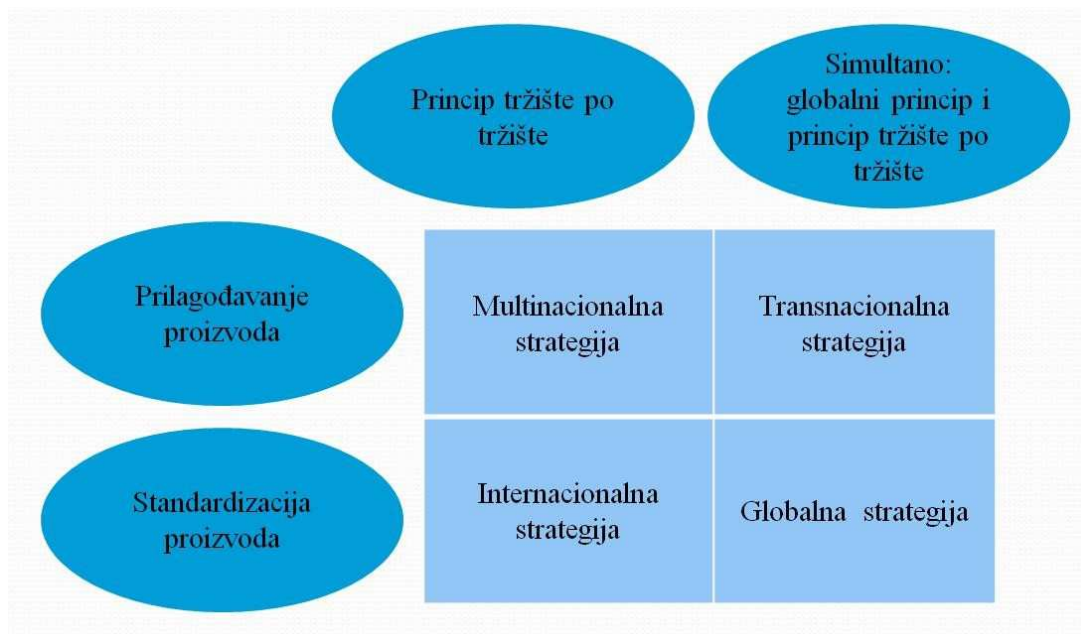 Princip tržište po
tržište
Simultano:
globalni princip i
princip tržište po
tržište
Prilagođavanje
proizvoda
Multinacionalna
strategija
Transnacionalna
strategija
Standardizacija
proizvoda
Internacionalna
strategija
Globalna strategija